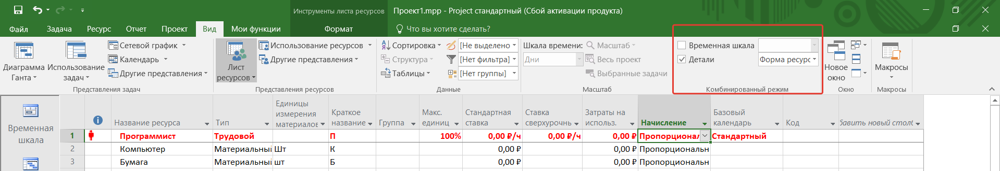 Инструменты листа ресурсов
Проект1.mpp - Project стандартный (Сбой активации продукта)
Файл Задача Ресурс Отчет Проект Вид Мои функции Формат Что вы хотите сделать?
Диаграмма Ганта
Использование задач
Сетевой график
Календарь
Другие представления
Представления задач
Лист ресурсов
Использование ресурсов
Другие представления
Представления ресурсов
Сортировка [Не выделено
Структура [Нет фильтра]
Таблицы [Нет группы]
Данные
Шкала времени:
Дни
Масштаб
Весь проект
Выбранные задачи
Масштаб
Временная шкала
Детали Форма ресурс
Комбинированный режим
Новое окно
Окно
Макросы
Макросы
Временная шкала
Название ресурса Тип Единицы измерения материалов Краткое название Группа Макс. единиц Стандартная ставка Ставка сверхурочнь Затраты на использ. Начисление Базовый календарь Код бавить новый столб
1 Программист Трудовой П 100% 0,00 ₽/ч 0,00 ₽/ч 0,00 ₽ Пропорционал Стандартный
2 Компьютер Материальный Шт К 0,00 ₽ 0,00 ₽ Пропорциональн
3 Бумага Материальный шт Б 0,00 ₽ 0,00 ₽ Пропорциональн